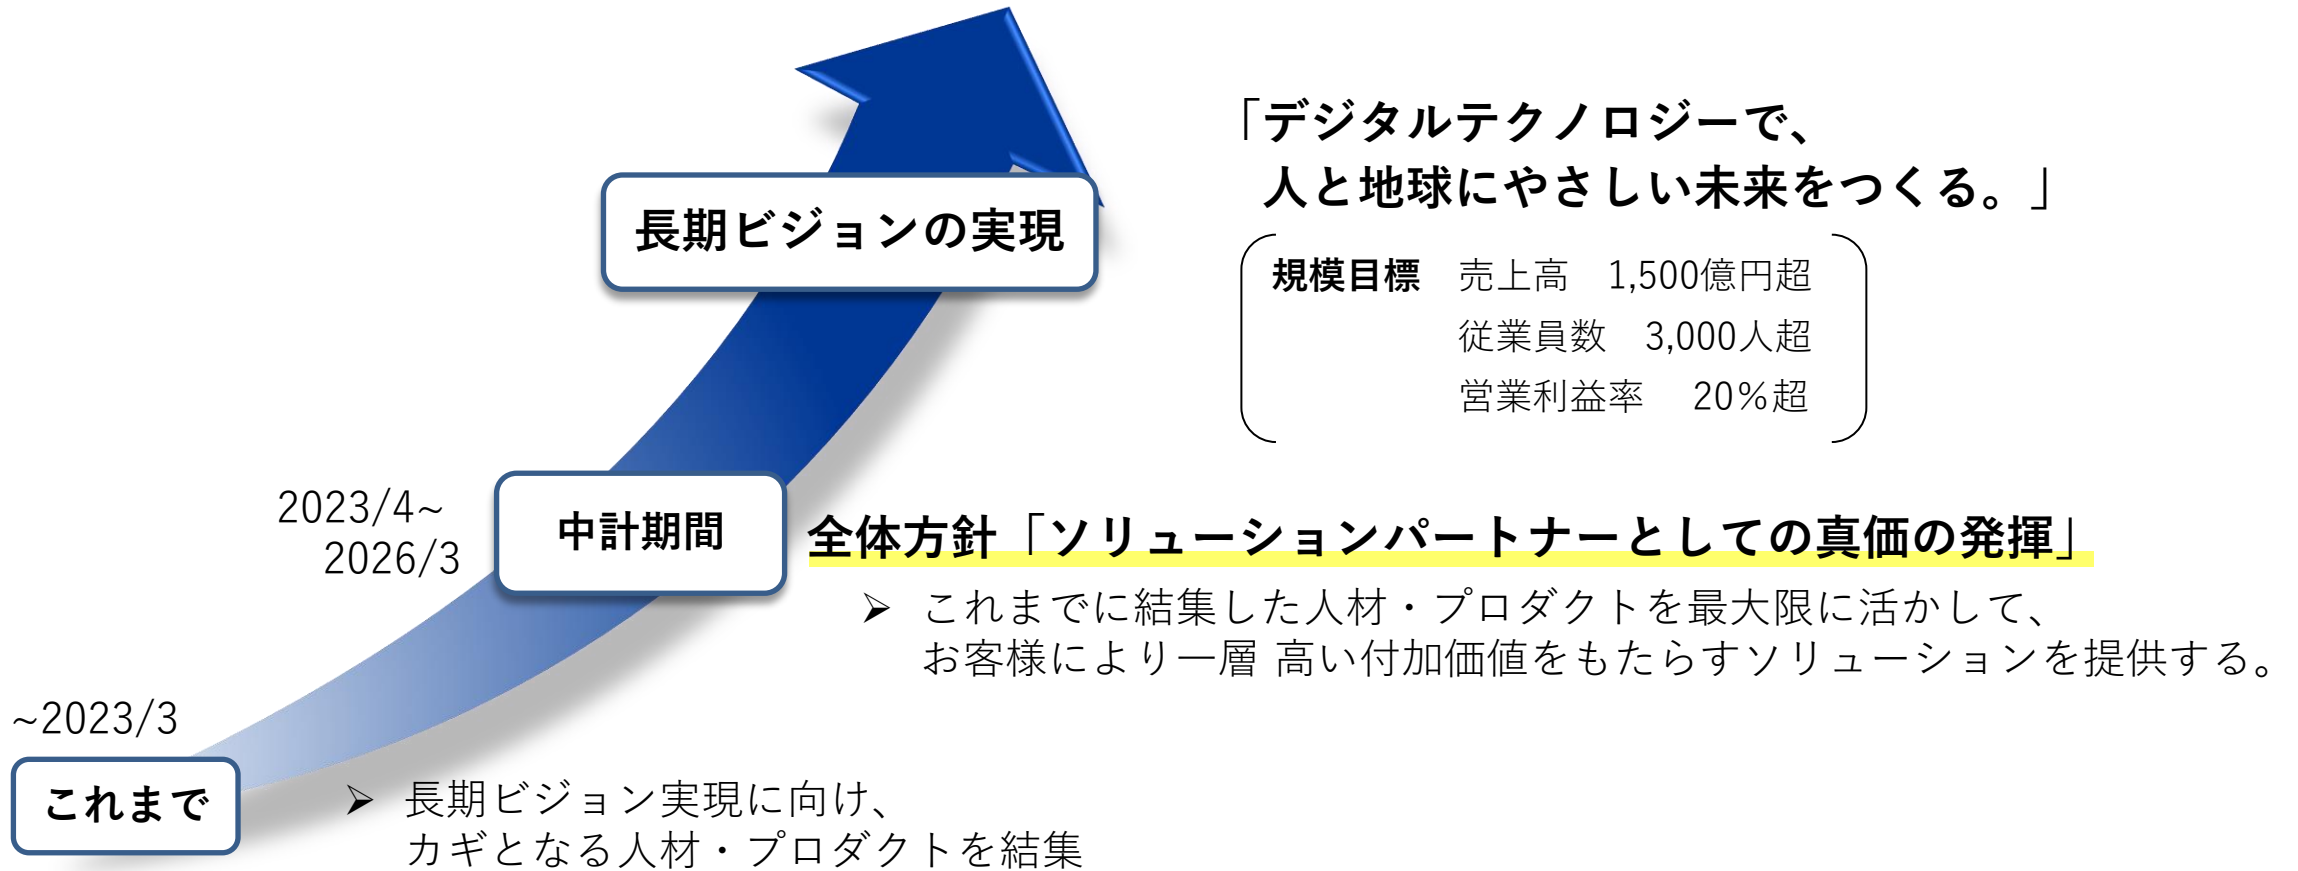 「デジタルテクノロジーで、
人と地球にやさしい未来をつくる。」
長期ビジョンの実現
規模目標 売上高 1,500億円超
従業員数 3,000人超
営業利益率 20%超
2023/4~
2026/3
中計期間
全体方針「ソリューションパートナーとしての真価の発揮」
➢ これまでに結集した人材・プロダクトを最大限に活かして、
お客様により一層 高い付加価値をもたらすソリューションを提供する。
~2023/3
これまで
➢ 長期ビジョン実現に向け、
カギとなる人材・プロダクトを結集